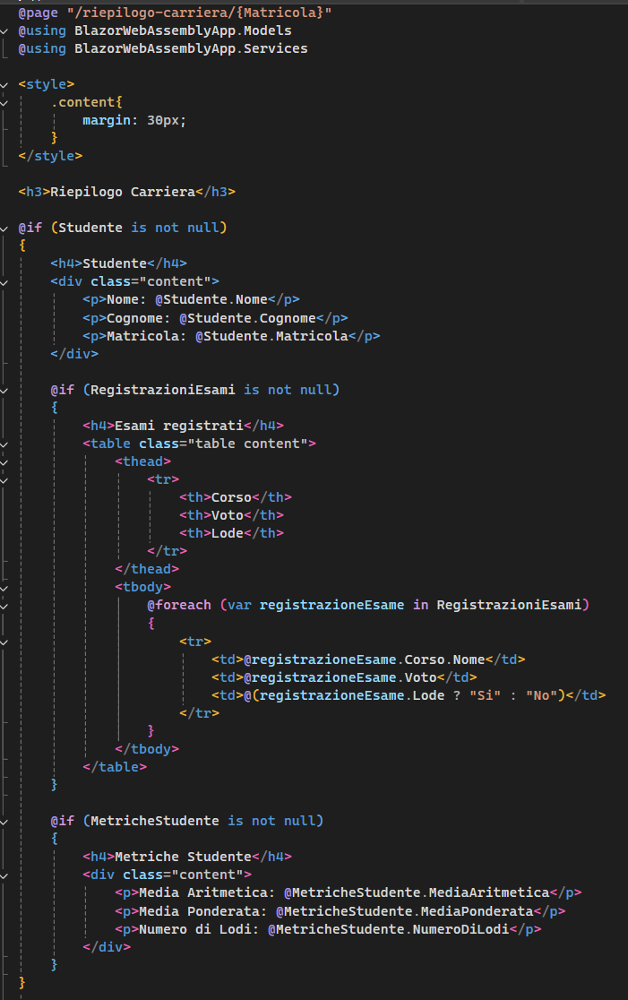 @page "/riepilogo-carriera/{Matricola}"
@using BlazorWebAssemblyApp.Models
@using BlazorWebAssemblyApp.Services
<style>
.content{
margin: 30px;
}
</style>
<h3>Riepilogo Carriera</h3>
@if (Studente is not null)
{
<h4>Studente</h4>
<div class="content">
<p>Nome: @Studente.Nome</p>
<p>Cognome: @Studente.Cognome</p>
<p>Matricola: @Studente.Matricola</p>
</div>
@if (RegistrazioniEsami is not null)
{
<h4>Esami registrati</h4>
<table class="table content">
<thead>
<tr>
<th>Corso</th>
<th>Voto</th>
<th>Lode</th>
</tr>
</thead>
<tbody>
@foreach (var registrazioneEsame in RegistrazioniEsami)
{
<tr>
<td>@registrazioneEsame.Corso.Nome</td>
<td>@registrazioneEsame.Voto</td>
<td>@(registrazioneEsame.Lode ? "Si" : "No")</td>
</tr>
}
</tbody>
</table>
}
@if (MetricheStudente is not null)
{
<h4>Metriche Studente</h4>
<div class="content">
<p>Media Aritmetica: @MetricheStudente.MediaAritmetica</p>
<p>Media Ponderata: @MetricheStudente.MediaPonderata</p>
<p>Numero di Lodi: @MetricheStudente.NumeroDiLodi</p>
</div>
}
}